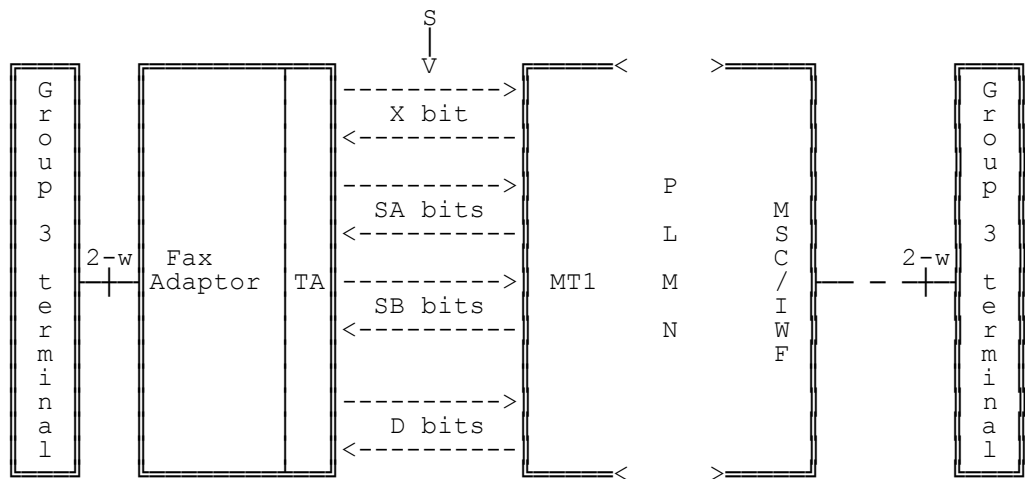 S
V
Group 3 terminal
2-w
Fax
Adaptor
TA
X bit
SA bits
SB bits
D bits
MT1
PLMN
MSC/IWF
2-w
Group 3 terminal